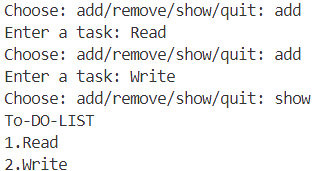 Choose: add/remove/show/quit: add
Enter a task: Read
Choose: add/remove/show/quit: add
Enter a task: Write
Choose: add/remove/show/quit: show
To-DO-LIST
1.Read
2.Write